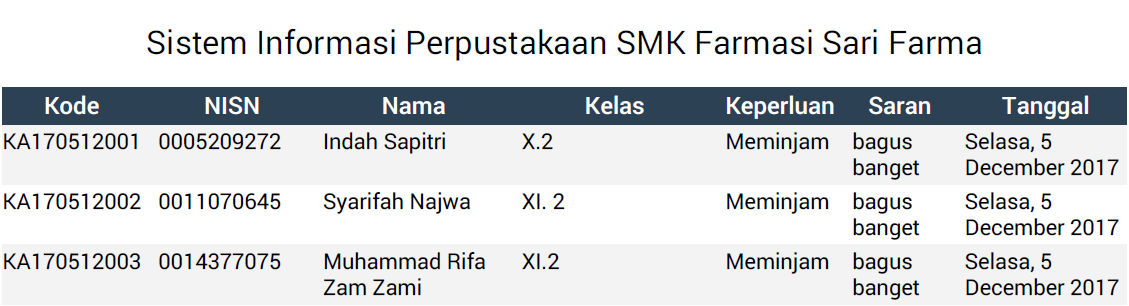 Sistem Informasi Perpustakaan SMK Farmasi Sari Farma
Kode NISN Nama Kelas Keperluan Saran Tanggal
KA170512001 0005209272 Indah Sapitri X.2 Meminjam bagus Selasa, 5
banget December 2017
KA170512002 0011070645 Syarifah Najwa XI. 2 Meminjam bagus Selasa, 5
banget December 2017
KA170512003 0014377075 Muhammad Rifa XI.2 Meminjam bagus Selasa, 5
Zam Zami banget December 2017